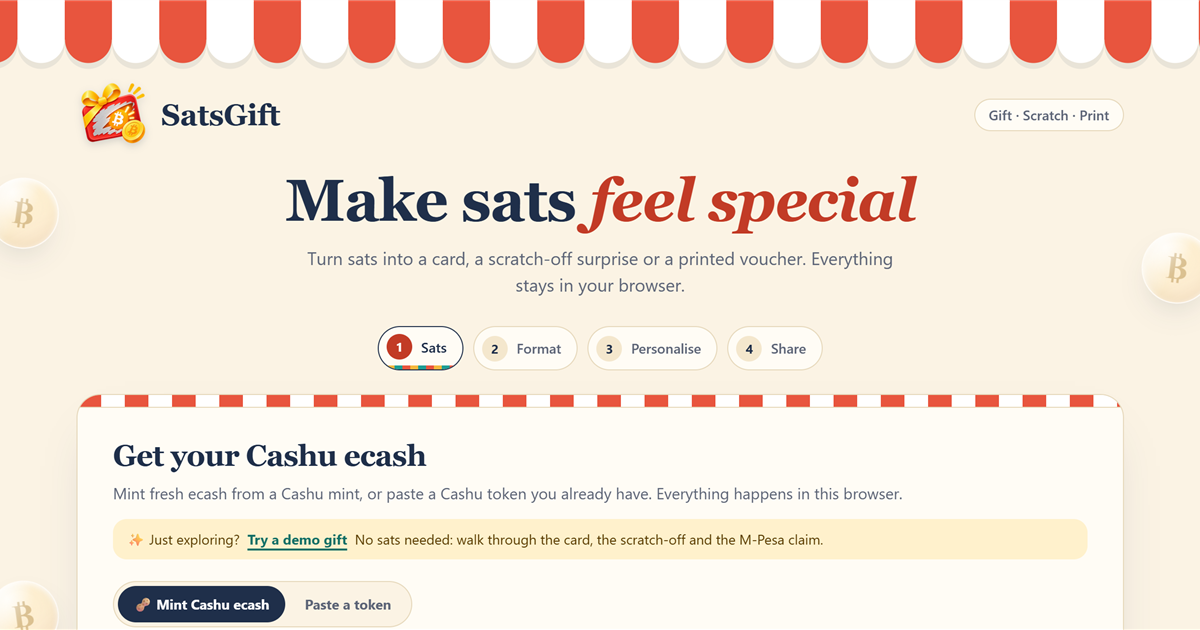 SatsGift
Gift · Scratch · Print
Make sats feel special
Turn sats into a card, a scratch-off surprise or a printed voucher. Everything
stays in your browser.
1 Sats
2 Format
3 Personalise
4 Share
Get your Cashu ecash
Mint fresh ecash from a Cashu mint, or paste a Cashu token you already have. Everything happens in this browser.
✨ Just exploring? Try a demo gift No sats needed: walk through the card, the scratch-off and the M-Pesa claim.
🥜 Mint Cashu ecash
Paste a token